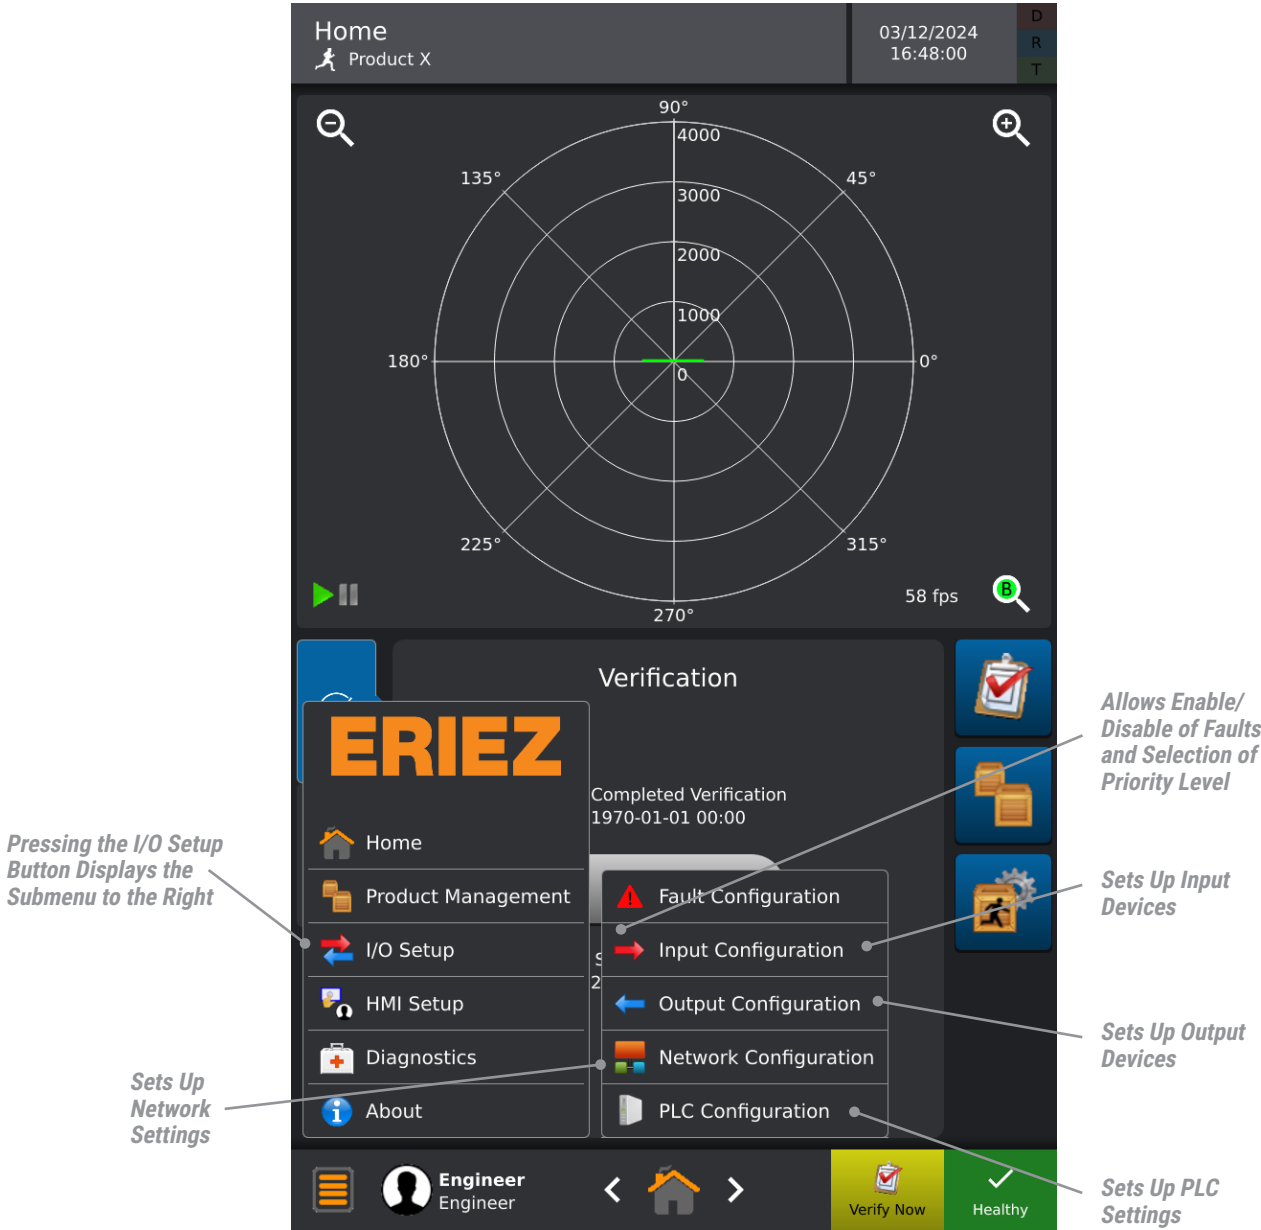 Home
Product X
03/12/2024
16:48:00
D
R
T
90°
4000
135°
45°
3000
2000
1000
180°
0°
0
225°
315°
58 fps
B
270°
Verification
ERIEZ
Completed Verification
1970-01-01 00:00
Home
Product Management
I/O Setup
HMI Setup
Diagnostics
About
Fault Configuration
Input Configuration
Output Configuration
Network Configuration
PLC Configuration
S
2
Allows Enable/
Disable of Faults
and Selection of
Priority Level
Pressing the I/O Setup
Button Displays the
Submenu to the Right
Sets Up Input
Devices
Sets Up Output
Devices
Sets Up
Network
Settings
Sets Up PLC
Settings
Engineer
Engineer
Verify Now
Healthy